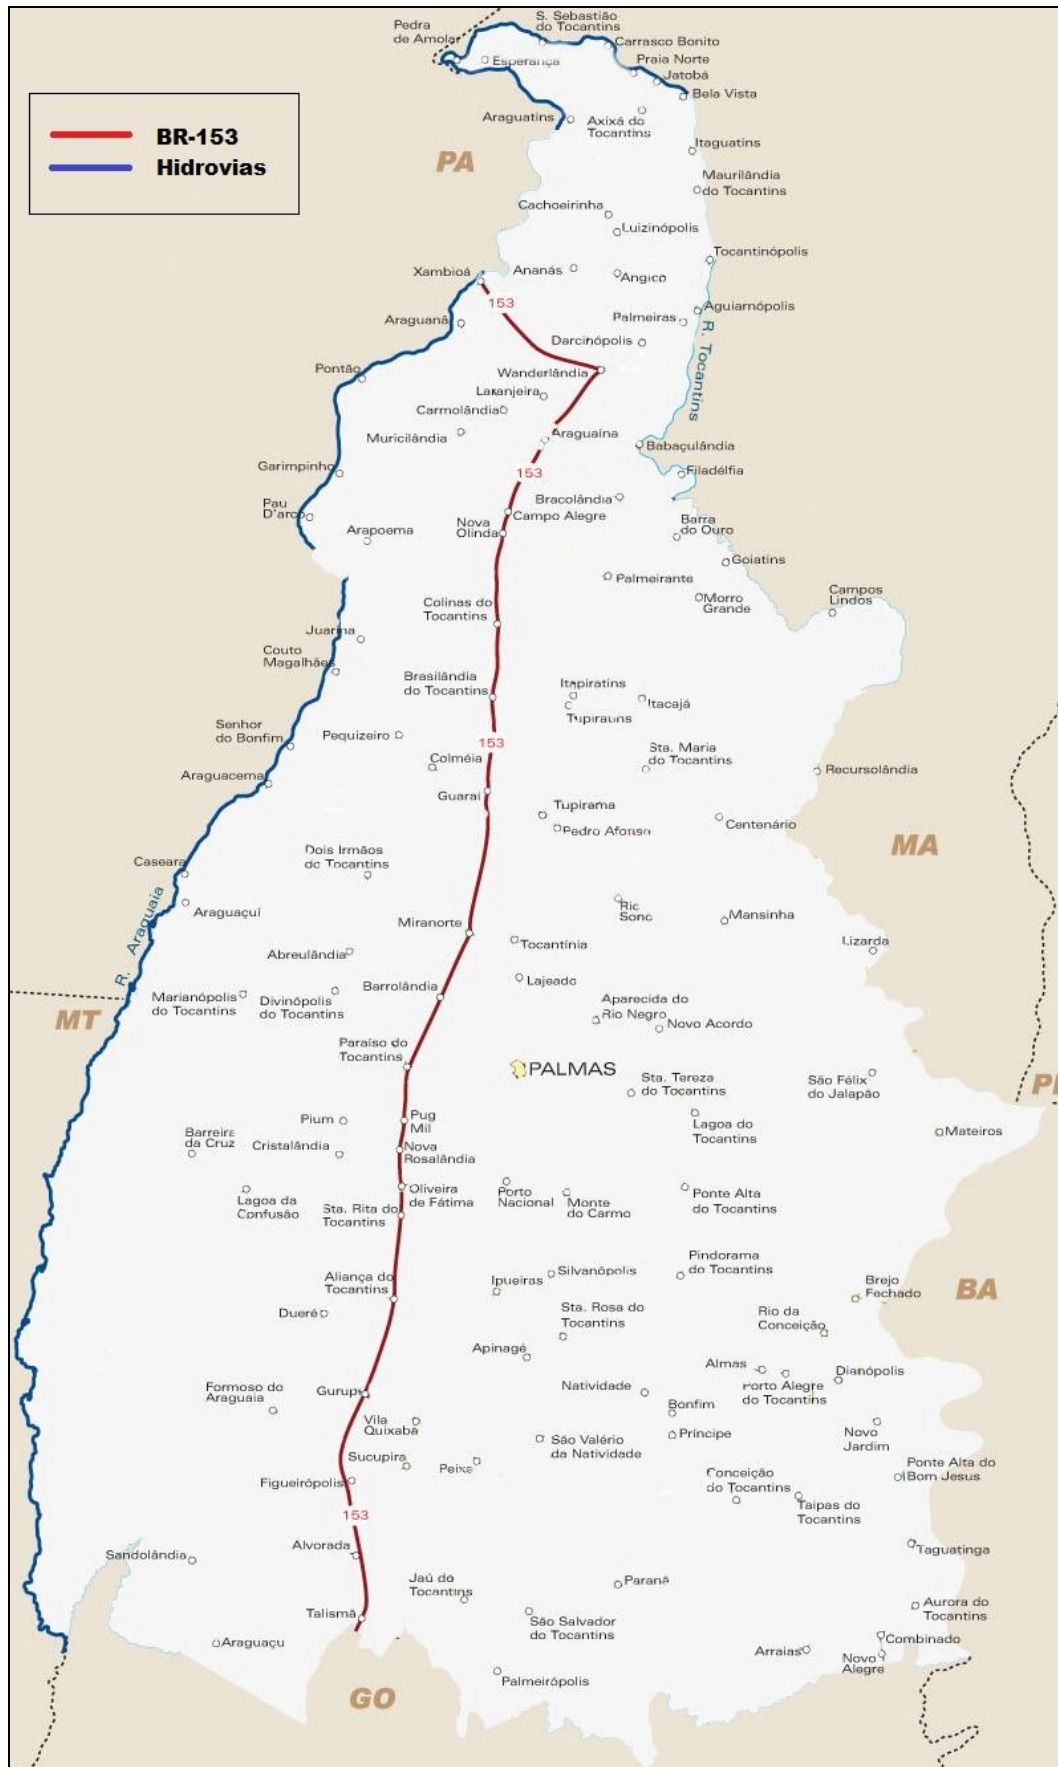 Pedra
de Amolar
S. Sebastião
do Tocantins
Carrasco Bonito
Esperança
Praia Norte
Jatobá
Bela Vista
BR-153
Hidrovias
Araguatins
Axixá do
Tocantins
PA
Itaguatins
Maurilândia
do Tocantins
Cachoeirinha
Luizinópolis
Tocantinópolis
Xambioá
Ananás
Angico
153
Aguiarnópolis
Araguanã
Palmeiras
R. Tocantins
Darcinópolis
Pontão
Wanderlândia
Laranjeira
Carmolândia
Muricilândia
Araguaína
Babaçulândia
Garimpinho
153
Filadélfia
Bracolândia
Pau
D'arco
Campo Alegre
Nova
Olinda
Barra
do Ouro
Arapoema
Goiatins
Palmeirante
Morro
Grande
Campos
Lindos
Colinas do
Tocantins
Juarina
Couto
Magalhães
Brasilândia
do Tocantins
Itapiratins
Tupiratins
Itacajá
Senhor
do Bonfim
Pequizeiro
153
Sta. Maria
do Tocantins
Colméia
Recursolândia
Araguacema
Guaraí
Tupirama
Pedro Afonso
Centenário
MA
Dois Irmãos
do Tocantins
Caseara
R. Araguaia
Araguaçuí
Miranorte
Rio
Sono
Mansinha
Tocantínia
Lizarda
Abreulândia
Lajeado
Barrolândia
Marianópolis
do Tocantins
Divinópolis
do Tocantins
Aparecida do
Rio Negro
Novo Acordo
MT
Paraíso do
Tocantins
PALMAS
Sta. Tereza
do Tocantins
São Félix
do Jalapão
PI
Pium
Pug
Mil
Lagoa do
Tocantins
Mateiros
Barreira
da Cruz
Cristalândia
Nova
Rosalândia
Lagoa da
Confusão
Oliveira
de Fátima
Porto
Nacional
Monte
do Carmo
Ponte Alta
do Tocantins
Sta. Rita do
Tocantins
Pindorama
do Tocantins
Silvanópolis
Aliança do
Tocantins
Ipueiras
Brejo
Fechado
BA
Dueré
Sta. Rosa do
Tocantins
Rio da
Conceição
Apinagé
Almas
Dianópolis
Formoso do
Araguaia
Gurupi
Natividade
Porto Alegre
do Tocantins
Bonfim
Vila
Quixaba
Príncipe
Novo
Jardim
São Valério
da Natividade
Sucupira
Peixe
Ponte Alta do
Bom Jesus
Figueirópolis
Conceição
do Tocantins
Taipas do
Tocantins
153
Alvorada
Taguatinga
Sandolândia
Jaú do
Tocantins
Paranã
Talismã
São Salvador
do Tocantins
Aurora do
Tocantins
Araguaçu
Combinado
Arraias
Novo
Alegre
Palmeirópolis
GO